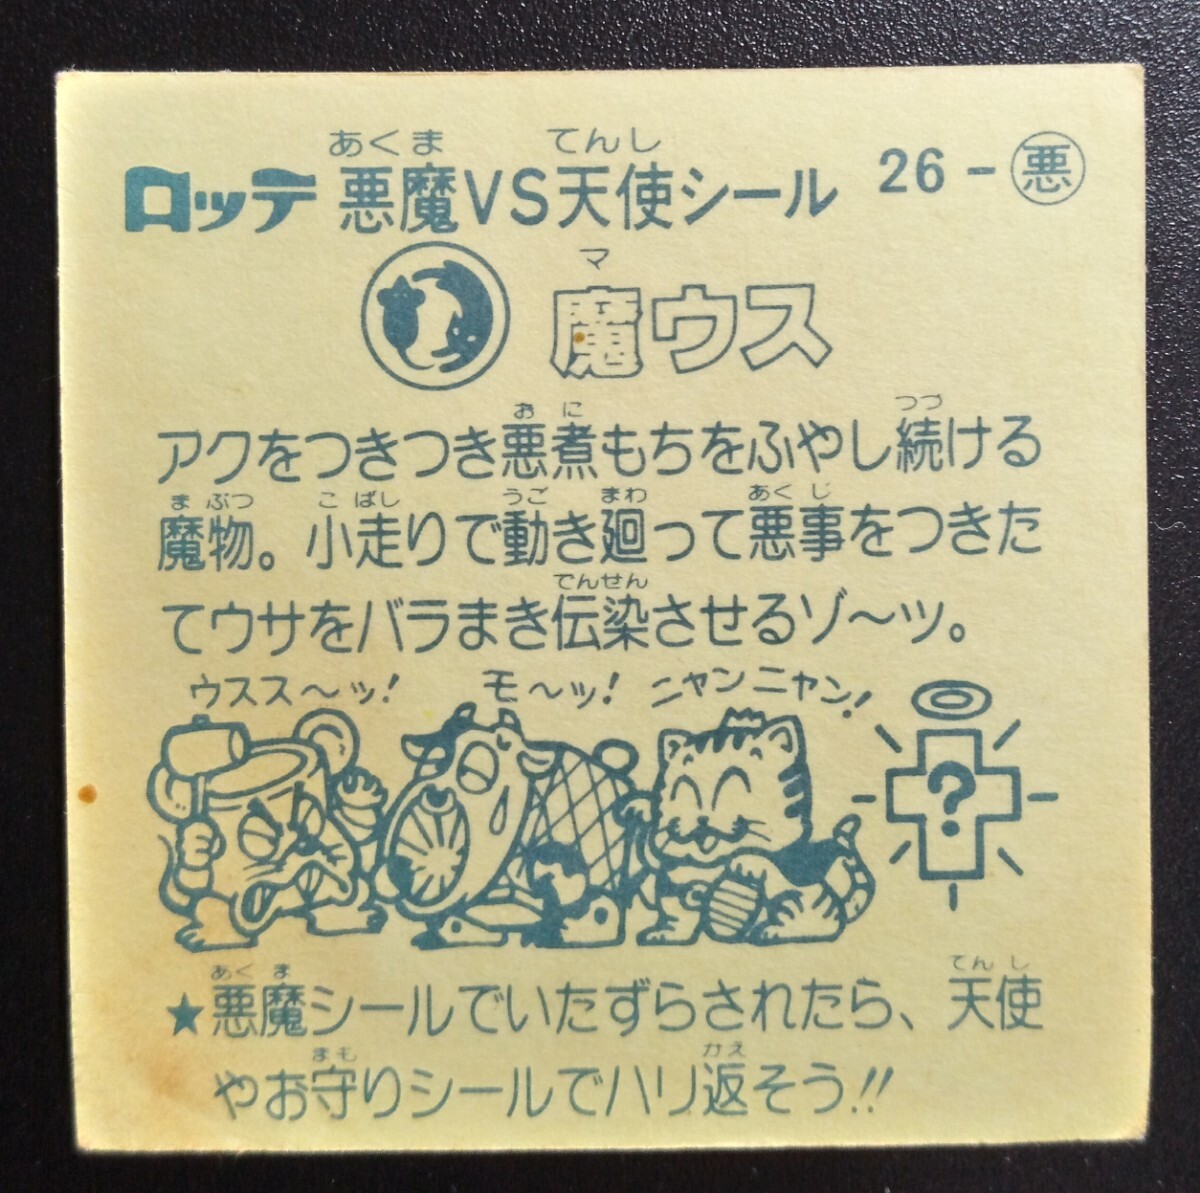 あくま てんし
ロッテ 悪魔VS天使シール 26-悪
マ
魔ウス
おに つづ
アクをつきつき悪煮もちをふやし続ける
まぶつ こばし うご まわ あくじ
魔物。小走りで動き廻って悪事をつきた
でんせん
てウサをバラまき伝染させるゾ〜ッ。
ウスス〜ッ! モ〜ッ! ニャンニャン!
?
あくま てんし
★悪魔シールでいたずらされたら、天使
まも かえ
やお守りシールでハリ返そう!!